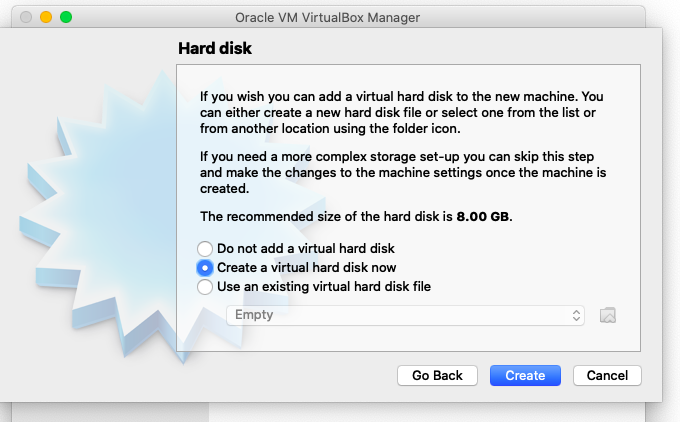 Oracle VM VirtualBox Manager
Hard disk
If you wish you can add a virtual hard disk to the new machine. You
can either create a new hard disk file or select one from the list or
from another location using the folder icon.
If you need a more complex storage set-up you can skip this step
and make the changes to the machine settings once the machine is
created.
The recommended size of the hard disk is 8.00 GB.
Do not add a virtual hard disk
Create a virtual hard disk now
Use an existing virtual hard disk file
Empty
Go Back
Create
Cancel